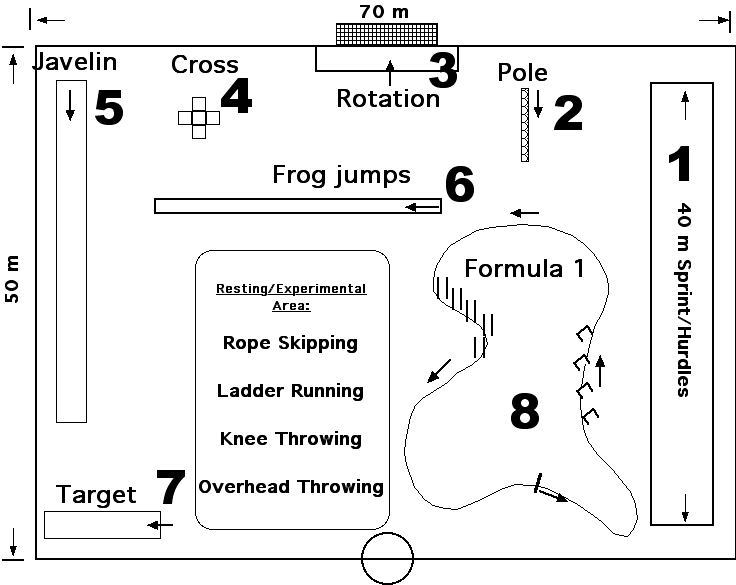 70 m
Javelin
5
Cross
4
3
Rotation
Pole
2
1
40 m Sprint/Hurdles
50 m
Frog jumps
6
Formula 1
8
Resting/Experimental
Area:
Rope Skipping
Ladder Running
Knee Throwing
Overhead Throwing
Target
7